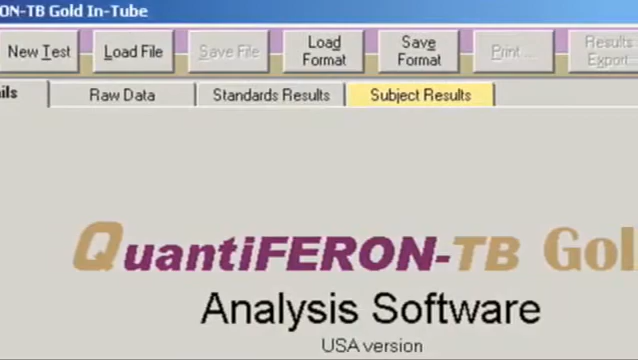 ON-TB Gold In-Tube
New Test
Load File
Save File
Load
Format
Save
Format
Print ...
Results
Export...
ils
Raw Data
Standards Results
Subject Results
QuantiFERON-TB Gol
Analysis Software
USA version